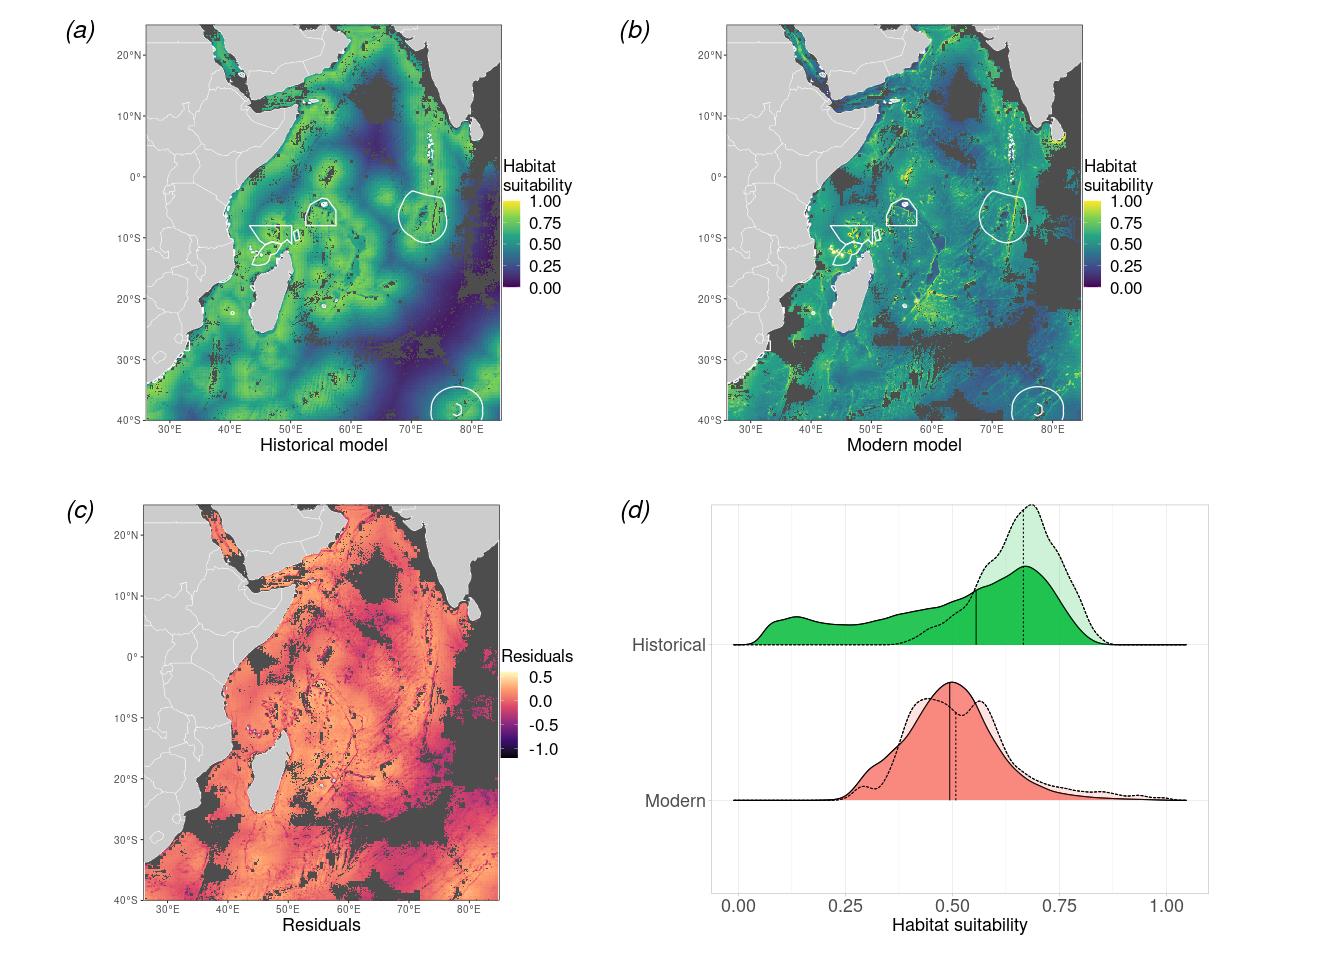 (a)
20°N
10°N
0°
10°S
20°S
30°S
40°S
30°E 40°E 50°E 60°E 70°E 80°E
Historical model
Habitat
suitability
1.00
0.75
0.50
0.25
0.00
(b)
20°N
10°N
0°
10°S
20°S
30°S
40°S
30°E 40°E 50°E 60°E 70°E 80°E
Modern model
Habitat
suitability
1.00
0.75
0.50
0.25
0.00
(c)
20°N
10°N
0°
10°S
20°S
30°S
40°S
30°E 40°E 50°E 60°E 70°E 80°E
Residuals
Residuals
0.5
0.0
-0.5
-1.0
(d)
Historical
Modern
0.00 0.25 0.50 0.75 1.00
Habitat suitability